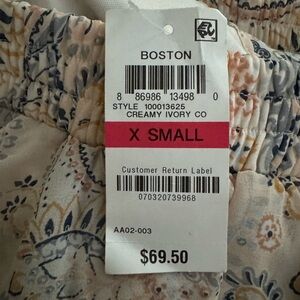 BOSTON
8 86986 13498 0
STYLE 100013625
CREAMY IVORY CO
X SMALL
Customer Return Label
070320739968
AA02-003
$69.50